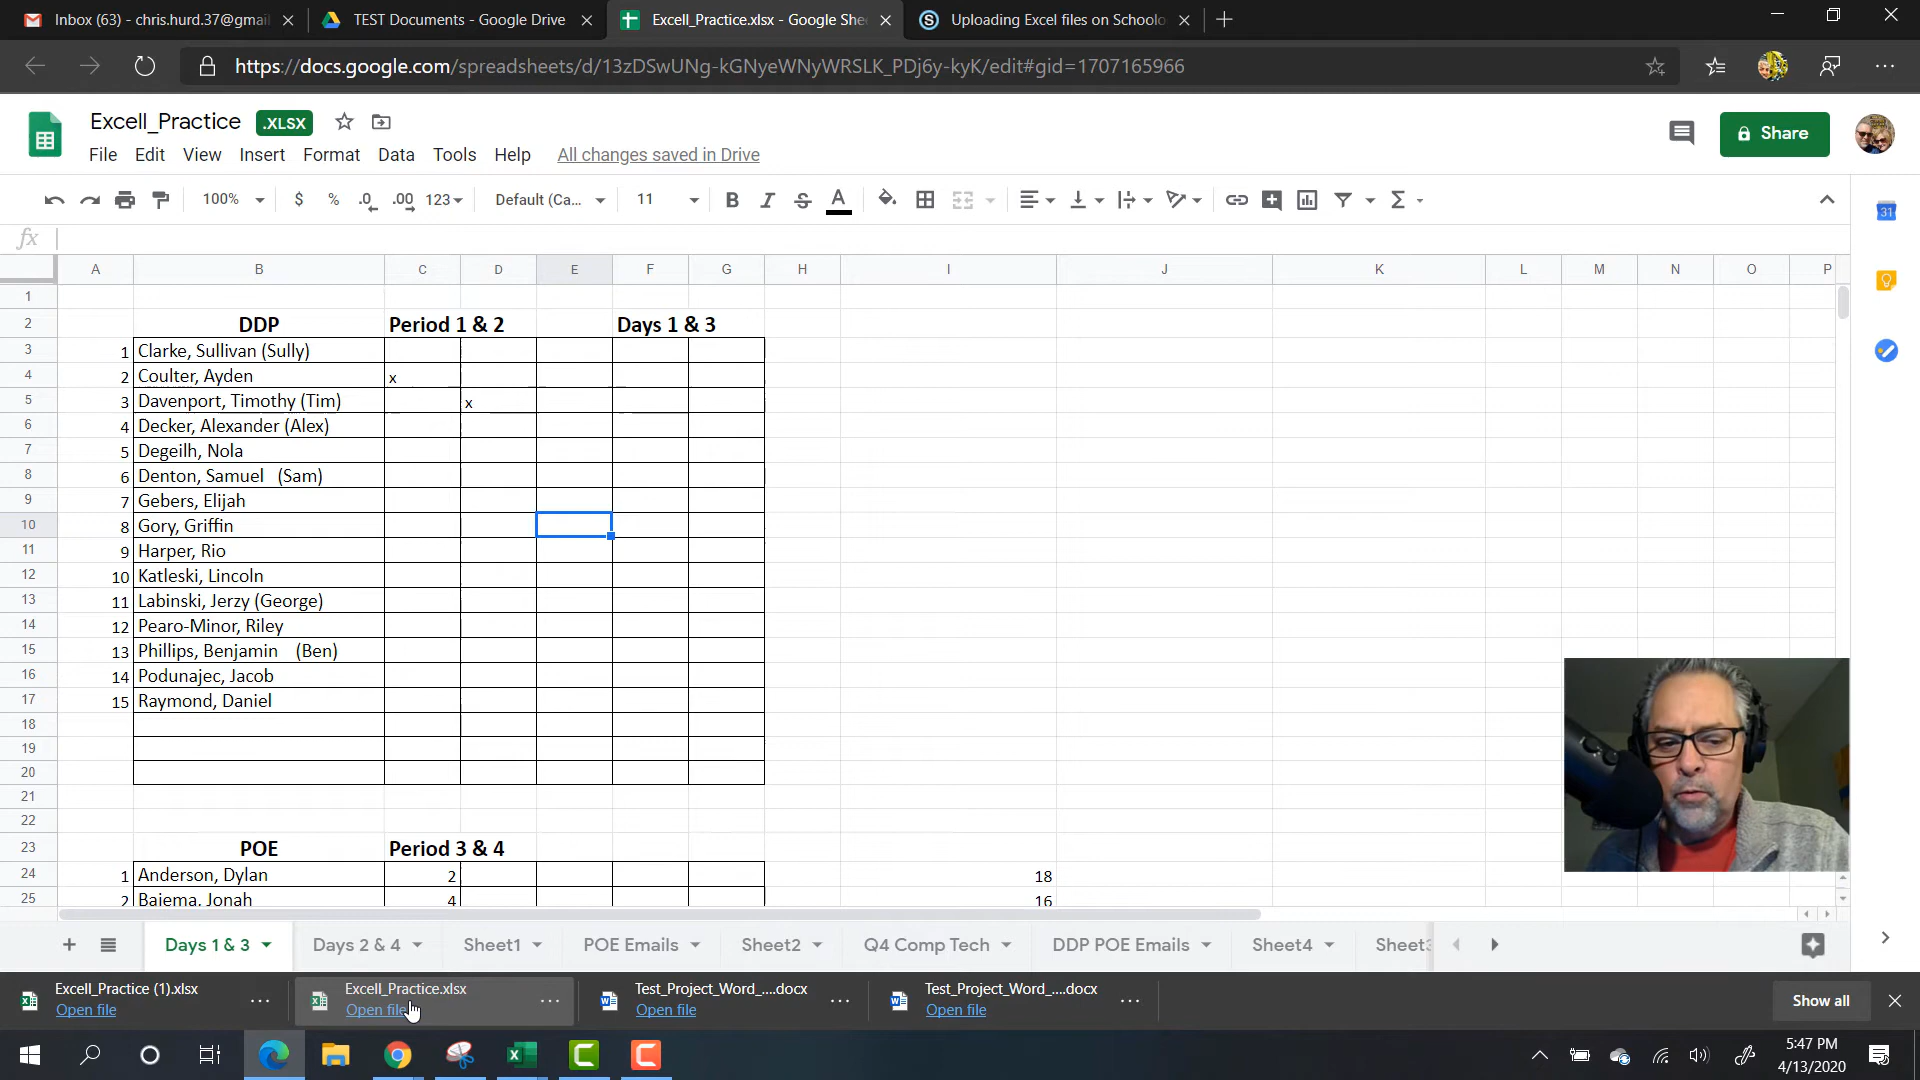 Inbox (63) - chris.hurd.37@gmai
TEST Documents - Google Drive
Excell_Practice.xlsx - Google She
Uploading Excel files on Schoolo
https://docs.google.com/spreadsheets/d/13zDSwUNg-kGNyeWNyWRSLK_PDj6y-kyK/edit#gid=1707165966
Excell_Practice .XLSX
Share
File Edit View Insert Format Data Tools Help All changes saved in Drive
100% $ % .0 .00 123 Default (Ca... 11 B I S A Σ
31
fx
A B C D E F G H I J K L M N O P
1
2 DDP Period 1 & 2 Days 1 & 3
3 1 Clarke, Sullivan (Sully)
4 2 Coulter, Ayden x
5 3 Davenport, Timothy (Tim) x
6 4 Decker, Alexander (Alex)
7 5 Degeilh, Nola
8 6 Denton, Samuel (Sam)
9 7 Gebers, Elijah
10 8 Gory, Griffin
11 9 Harper, Rio
12 10 Katleski, Lincoln
13 11 Labinski, Jerzy (George)
14 12 Pearo-Minor, Riley
15 13 Phillips, Benjamin (Ben)
16 14 Podunajec, Jacob
17 15 Raymond, Daniel
18
19
20
21
22
23 POE Period 3 & 4
24 1 Anderson, Dylan 2 18
25 2 Baiema, Jonah 4 16
Days 1 & 3 Days 2 & 4 Sheet1 POE Emails Sheet2 Q4 Comp Tech DDP POE Emails Sheet4 Sheet3
Excell_Practice (1).xlsx Excell_Practice.xlsx Test_Project_Word_....docx Test_Project_Word_....docx
Open file Open file Open file Open file
Show all
5:47 PM
4/13/2020